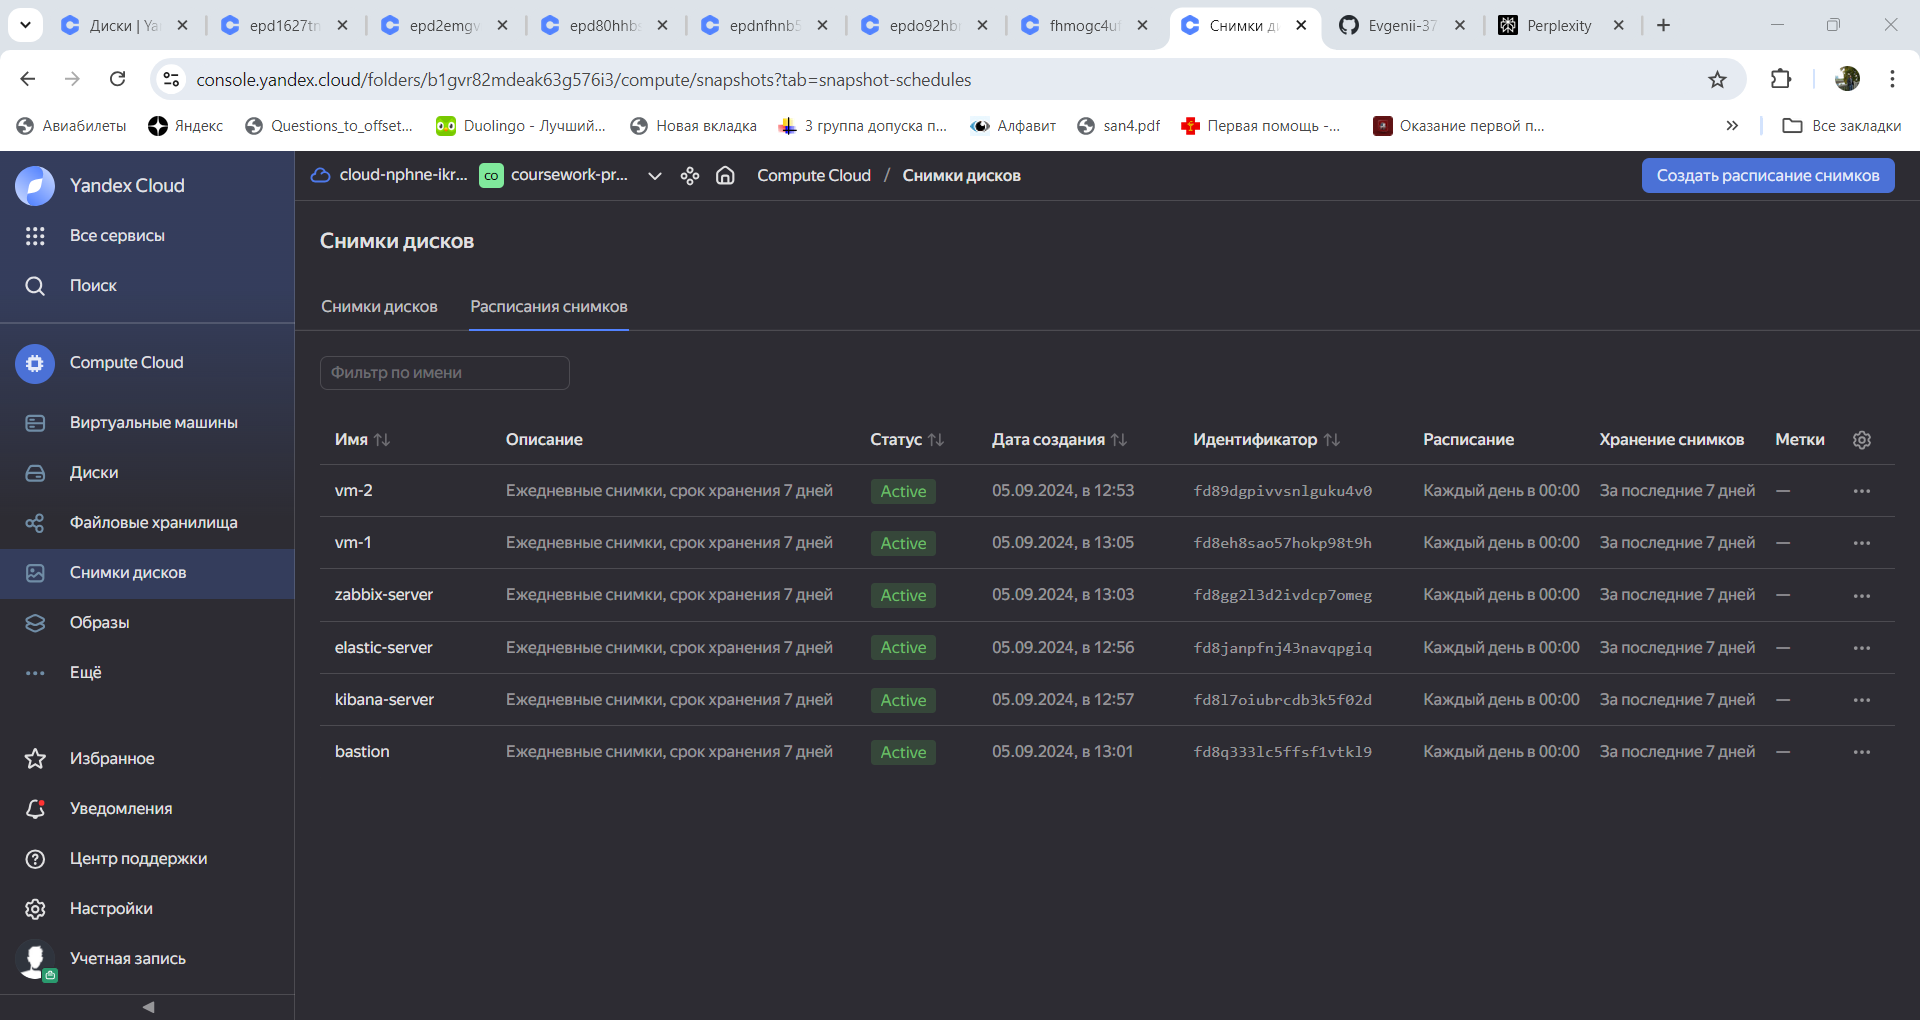 Диски | Ya
epd1627tn
epd2emgv
epd80hhbs
epdnfhnb5
epdo92hb
fhmogc4uf
Снимки ди
Evgenii-37
Perplexity
console.yandex.cloud/folders/b1gvr82mdeak63g576i3/compute/snapshots?tab=snapshot-schedules
Авиабилеты
Яндекс
Questions_to_offset...
Duolingo - Лучший...
Новая вкладка
3 группа допуска п...
Алфавит
san4.pdf
Первая помощь -...
Оказание первой п...
Все закладки
Yandex Cloud
Все сервисы
Поиск
Compute Cloud
Виртуальные машины
Диски
Файловые хранилища
Снимки дисков
Образы
Ещё
Избранное
Уведомления
Центр поддержки
Настройки
Учетная запись
cloud-nphne-ikr... co coursework-pr... Compute Cloud / Снимки дисков
Создать расписание снимков
Снимки дисков
Снимки дисков Расписания снимков
Фильтр по имени
Имя Описание Статус Дата создания Идентификатор Расписание Хранение снимков Метки
vm-2 Ежедневные снимки, срок хранения 7 дней Active 05.09.2024, в 12:53 fd89dgpivvsnlguku4v0 Каждый день в 00:00 За последние 7 дней —
vm-1 Ежедневные снимки, срок хранения 7 дней Active 05.09.2024, в 13:05 fd8eh8sao57hokp98t9h Каждый день в 00:00 За последние 7 дней —
zabbix-server Ежедневные снимки, срок хранения 7 дней Active 05.09.2024, в 13:03 fd8gg2l3d2ivdcp7omeg Каждый день в 00:00 За последние 7 дней —
elastic-server Ежедневные снимки, срок хранения 7 дней Active 05.09.2024, в 12:56 fd8janpfnj43navqpgiq Каждый день в 00:00 За последние 7 дней —
kibana-server Ежедневные снимки, срок хранения 7 дней Active 05.09.2024, в 12:57 fd8l7oiubrcdb3k5f02d Каждый день в 00:00 За последние 7 дней —
bastion Ежедневные снимки, срок хранения 7 дней Active 05.09.2024, в 13:01 fd8q333lc5ffsf1vtkl9 Каждый день в 00:00 За последние 7 дней —